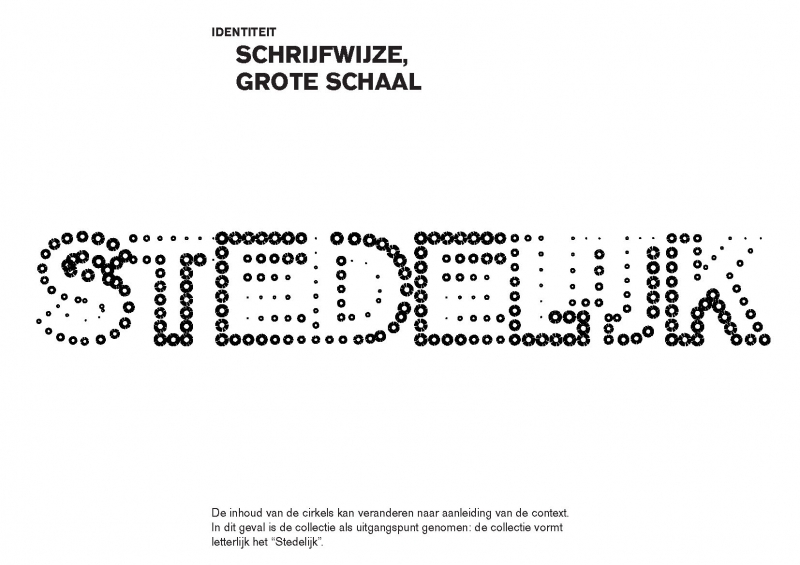 IDENTITEIT
SCHRIJFWIJZE,
GROTE SCHAAL
STEDELIJK
De inhoud van de cirkels kan veranderen naar aanleiding van de context.
In dit geval is de collectie als uitgangspunt genomen: de collectie vormt
letterlijk het “Stedelijk”.